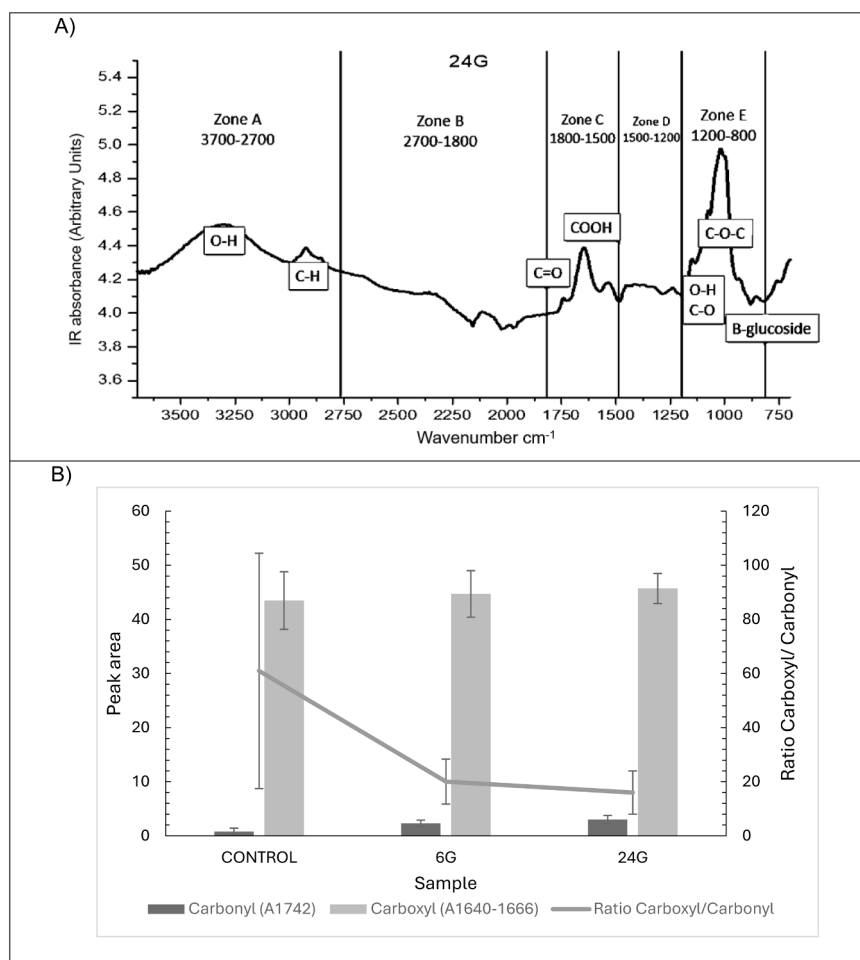 A)
24G
IR absorbance (Arbitrary Units)
5.4
5.2
5.0
4.8
4.6
4.4
4.2
4.0
3.8
3.6
Zone A
3700-2700
Zone B
2700-1800
Zone C
1800-1500
Zone D
1500-1200
Zone E
1200-800
O-H
C-H
C=O
COOH
C-O-C
O-H
C-O
B-glucoside
3500 3250 3000 2750 2500 2250 2000 1750 1500 1250 1000 750
Wavenumber cm⁻¹
B)
Peak area
60
50
40
30
20
10
0
120
100
80
60
40
20
0
Ratio Carboxyl/ Carbonyl
CONTROL 6G 24G
Sample
Carbonyl (A1742) Carboxyl (A1640-1666) Ratio Carboxyl/Carbonyl